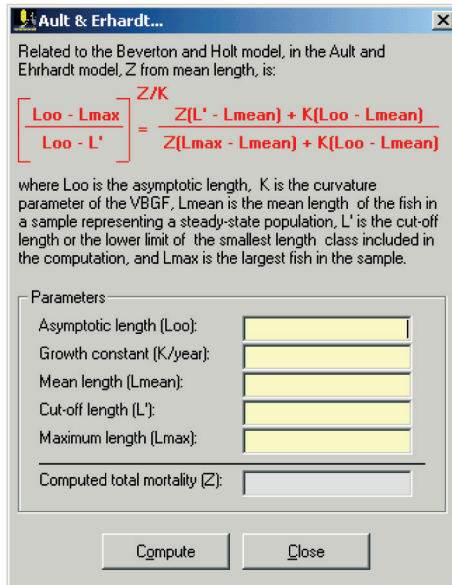 Ault & Erhardt...
Related to the Beverton and Holt model, in the Ault and
Ehrhardt model, Z from mean length, is:
Z/K
Loo - Lmax
Loo - L'
=
Z(L' - Lmean) + K(Loo - Lmean)
Z(Lmax - Lmean) + K(Loo - Lmean)
where Loo is the asymptotic length, K is the curvature
parameter of the VBGF, Lmean is the mean length of the fish in
a sample representing a steady-state population, L' is the cut-off
length or the lower limit of the smallest length class included in
the computation, and Lmax is the largest fish in the sample.
Parameters
Asymptotic length (Loo):
Growth constant (K/year):
Mean length (Lmean):
Cut-off length (L'):
Maximum length (Lmax):
Computed total mortality (Z):
Compute Close